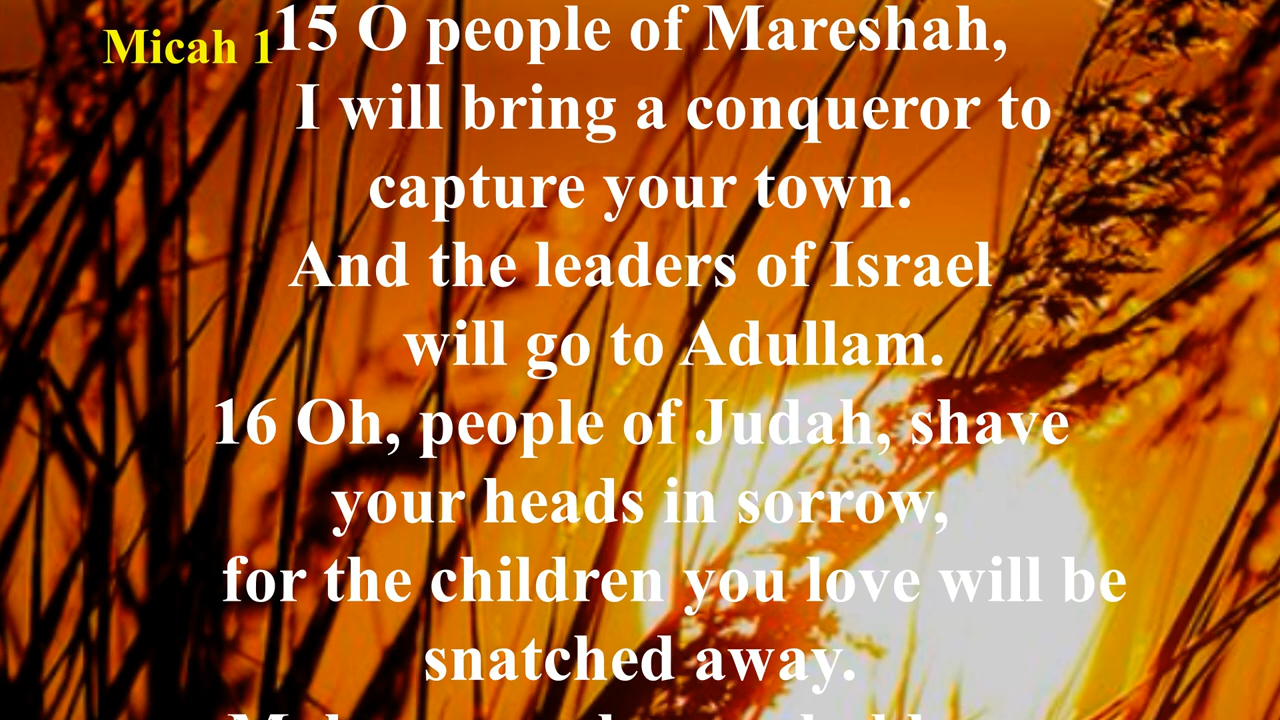 Micah 1
15 O people of Mareshah,
I will bring a conqueror to
capture your town.
And the leaders of Israel
will go to Adullam.
16 Oh, people of Judah, shave
your heads in sorrow,
for the children you love will be
snatched away.